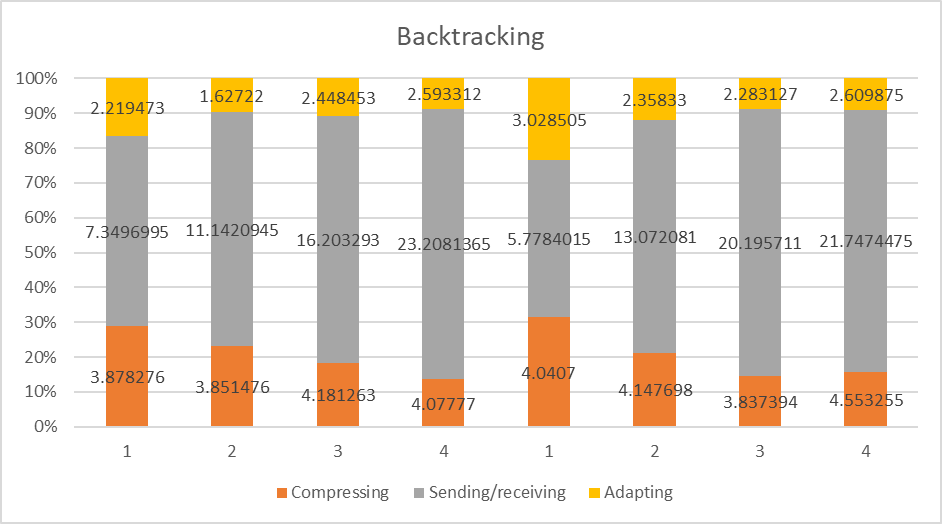 Backtracking
100%
90%
80%
70%
60%
50%
40%
30%
20%
10%
0%
2.219473 1.62722 2.448453 2.593312 3.028505 2.35833 2.283127 2.609875
7.3496995 11.1420945 16.203293 23.2081365 5.7784015 13.072081 20.195711 21.7474475
3.878276 3.851476 4.181263 4.07777 4.0407 4.147698 3.837394 4.553255
1 2 3 4 1 2 3 4
Compressing Sending/receiving Adapting